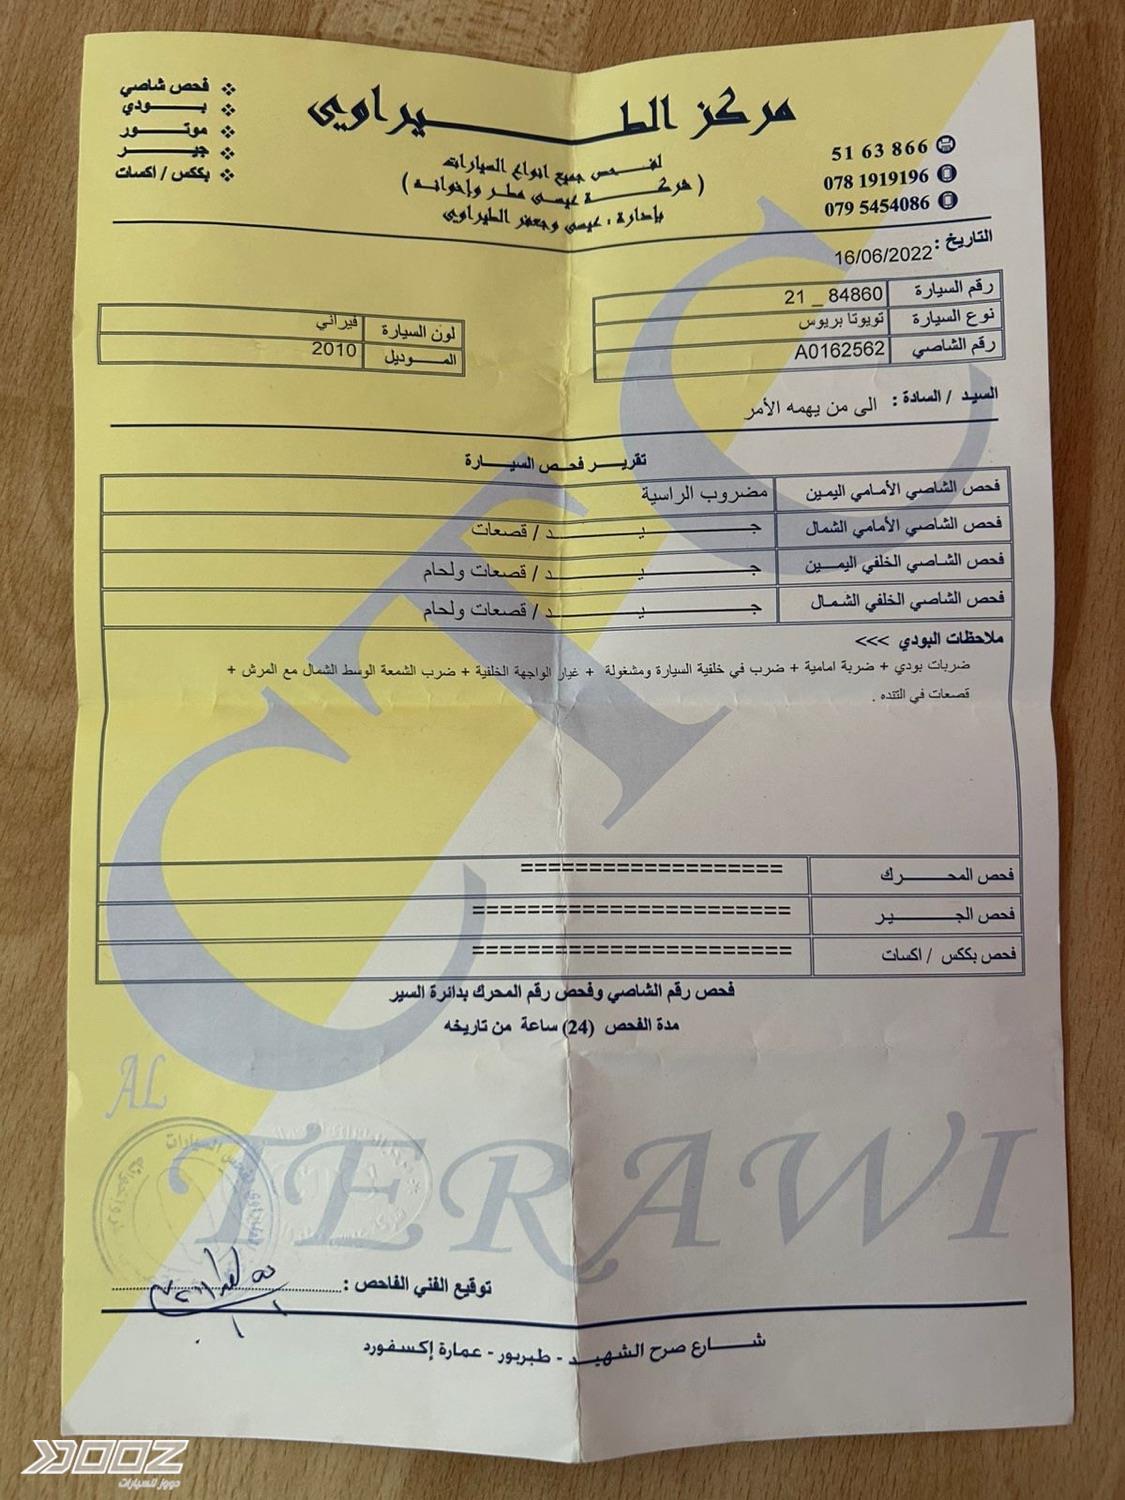 مركز الطيراوي
لفحص جميع انواع السيارات
( شركة عيسى مطر وإخوانه )
بإدارة : عيسى وجعفر الطيراوي
51 63 866
078 1919196
079 5454086
❖ فحص شاصي
❖ بودي
❖ موتور
❖ جير
❖ بككس / اكسات
التاريخ : 16/06/2022
رقم السيارة 84860 _ 21
نوع السيارة تويوتا بريوس
رقم الشاصي A0162562
لون السيارة فيراني
الموديل 2010
السيد / السادة : الى من يهمه الأمر
تقرير فحص السيارة
فحص الشاصي الأمامي اليمين مضروب الراسية
فحص الشاصي الأمامي الشمال جيد / قصعات
فحص الشاصي الخلفي اليمين جيد / قصعات ولحام
فحص الشاصي الخلفي الشمال جيد / قصعات ولحام
ملاحظات البودي >>>
ضربات بودي + ضربة امامية + ضرب في خلفية السيارة ومشغولة + غيار الواجهة الخلفية + ضرب الشمعة الوسط الشمال مع المرش +
قصعات في التنده .
فحص المحرك ===================
فحص الجير =======================
فحص بككس / اكسات =======================
فحص رقم الشاصي وفحص رقم المحرك بدائرة السير
مدة الفحص (24) ساعة من تاريخه
CTC
AL
TERAWI
توقيع الفني الفاحص :
شارع صرح الشهيد - طبربور - عمارة إكسفورد
DOOZ
دووز للسيارات